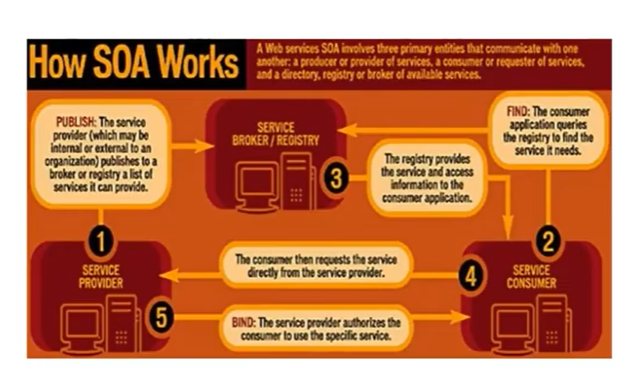 How SOA Works
A Web services SOA involves three primary entities that communicate with one
another: a producer or provider of services, a consumer or requester of services,
and a directory, registry or broker of available services.
PUBLISH: The service
provider (which may be
internal or external to an
organization) publishes to a
broker or registry a list of
services it can provide.
SERVICE
BROKER / REGISTRY
3
FIND: The consumer
application queries
the registry to find the
service it needs.
The registry provides
the service and access
information to the
consumer application.
1
SERVICE
PROVIDER
The consumer then requests the service
directly from the service provider.
2
4
SERVICE
CONSUMER
5
BIND: The service provider authorizes the
consumer to use the specific service.